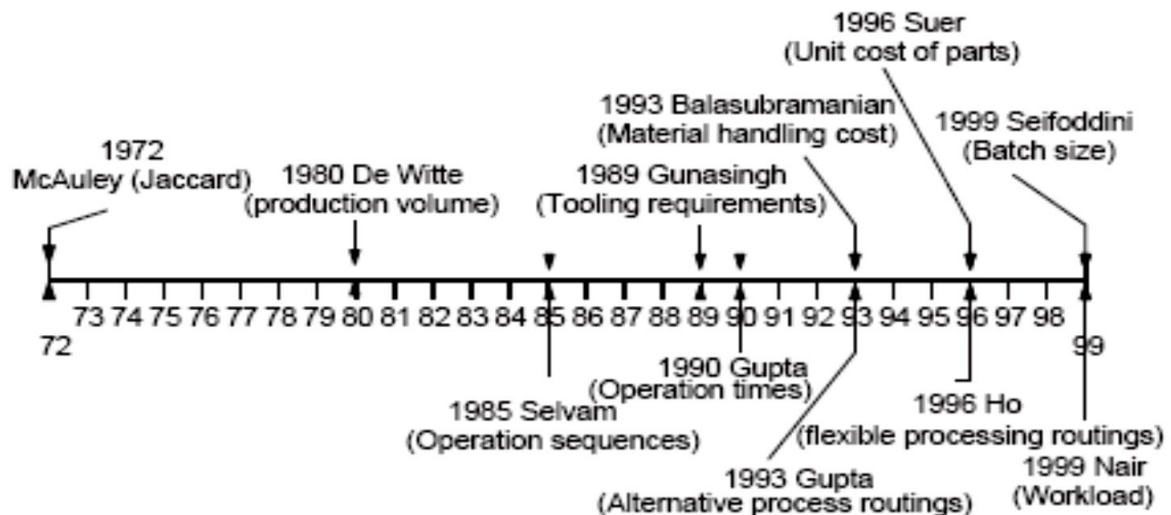 1996 Suer
(Unit cost of parts)
1993 Balasubramanian
(Material handling cost)
1999 Seifoddini
(Batch size)
1972
McAuley (Jaccard)
1980 De Witte
(production volume)
1989 Gunasingh
(Tooling requirements)
73 74 75 76 77 78 79 80 81 82 83 84 85 86 87 88 89 90 91 92 93 94 95 96 97 98
72
99
1990 Gupta
(Operation times)
1985 Selvam
(Operation sequences)
1996 Ho
(flexible processing routings)
1993 Gupta
(Alternative process routings)
1999 Nair
(Workload)